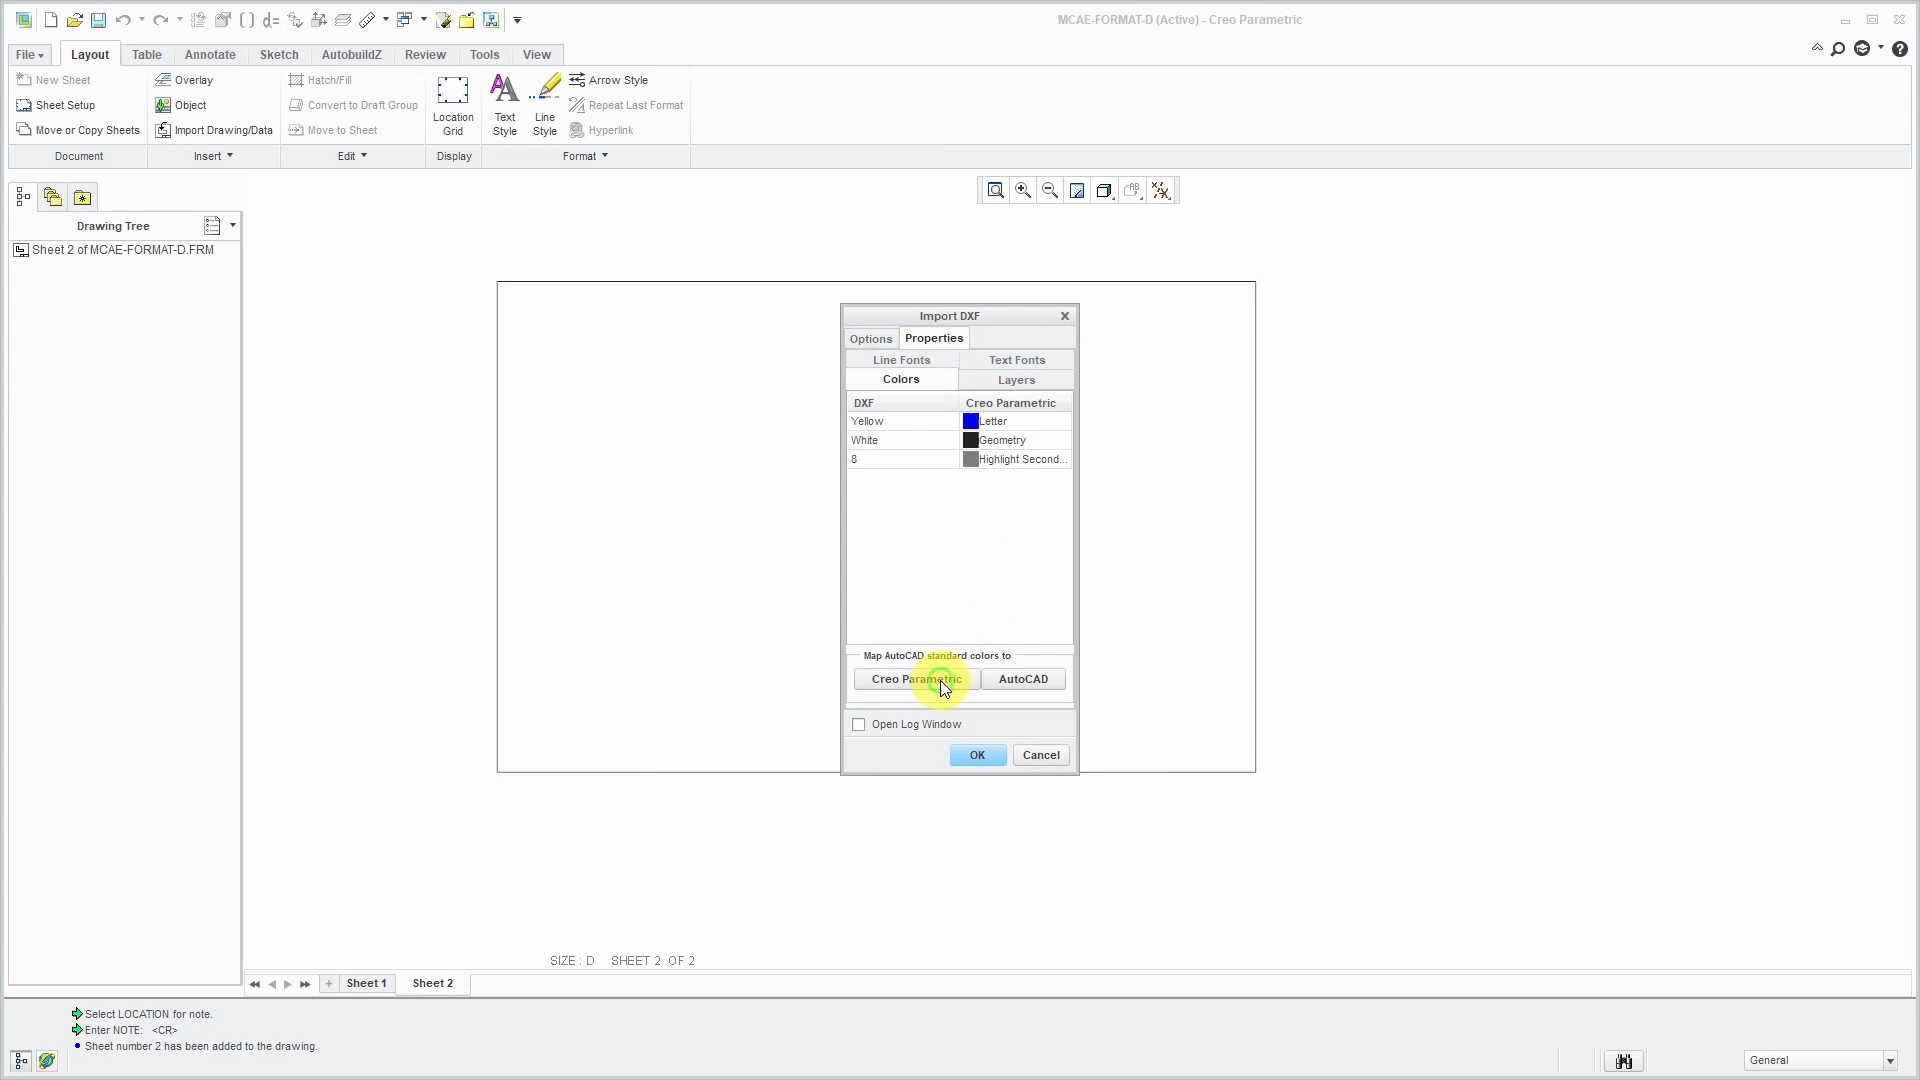 MCAE-FORMAT-D (Active) - Creo Parametric
File Layout Table Annotate Sketch AutobuildZ Review Tools View
New Sheet
Sheet Setup
Move or Copy Sheets
Document
Overlay
Object
Import Drawing/Data
Insert
Hatch/Fill
Convert to Draft Group
Move to Sheet
Edit
Location
Grid
Display
Text
Style
Line
Style
Arrow Style
Repeat Last Format
Hyperlink
Format
Drawing Tree
Sheet 2 of MCAE-FORMAT-D.FRM
Import DXF
Options Properties
Line Fonts Text Fonts
Colors Layers
DXF Creo Parametric
Yellow Letter
White Geometry
8 Highlight Second...
Map AutoCAD standard colors to
Creo Parametric AutoCAD
Open Log Window
OK Cancel
SIZE : D SHEET 2 OF 2
Sheet 1 Sheet 2
Select LOCATION for note.
Enter NOTE: <CR>
Sheet number 2 has been added to the drawing.
General